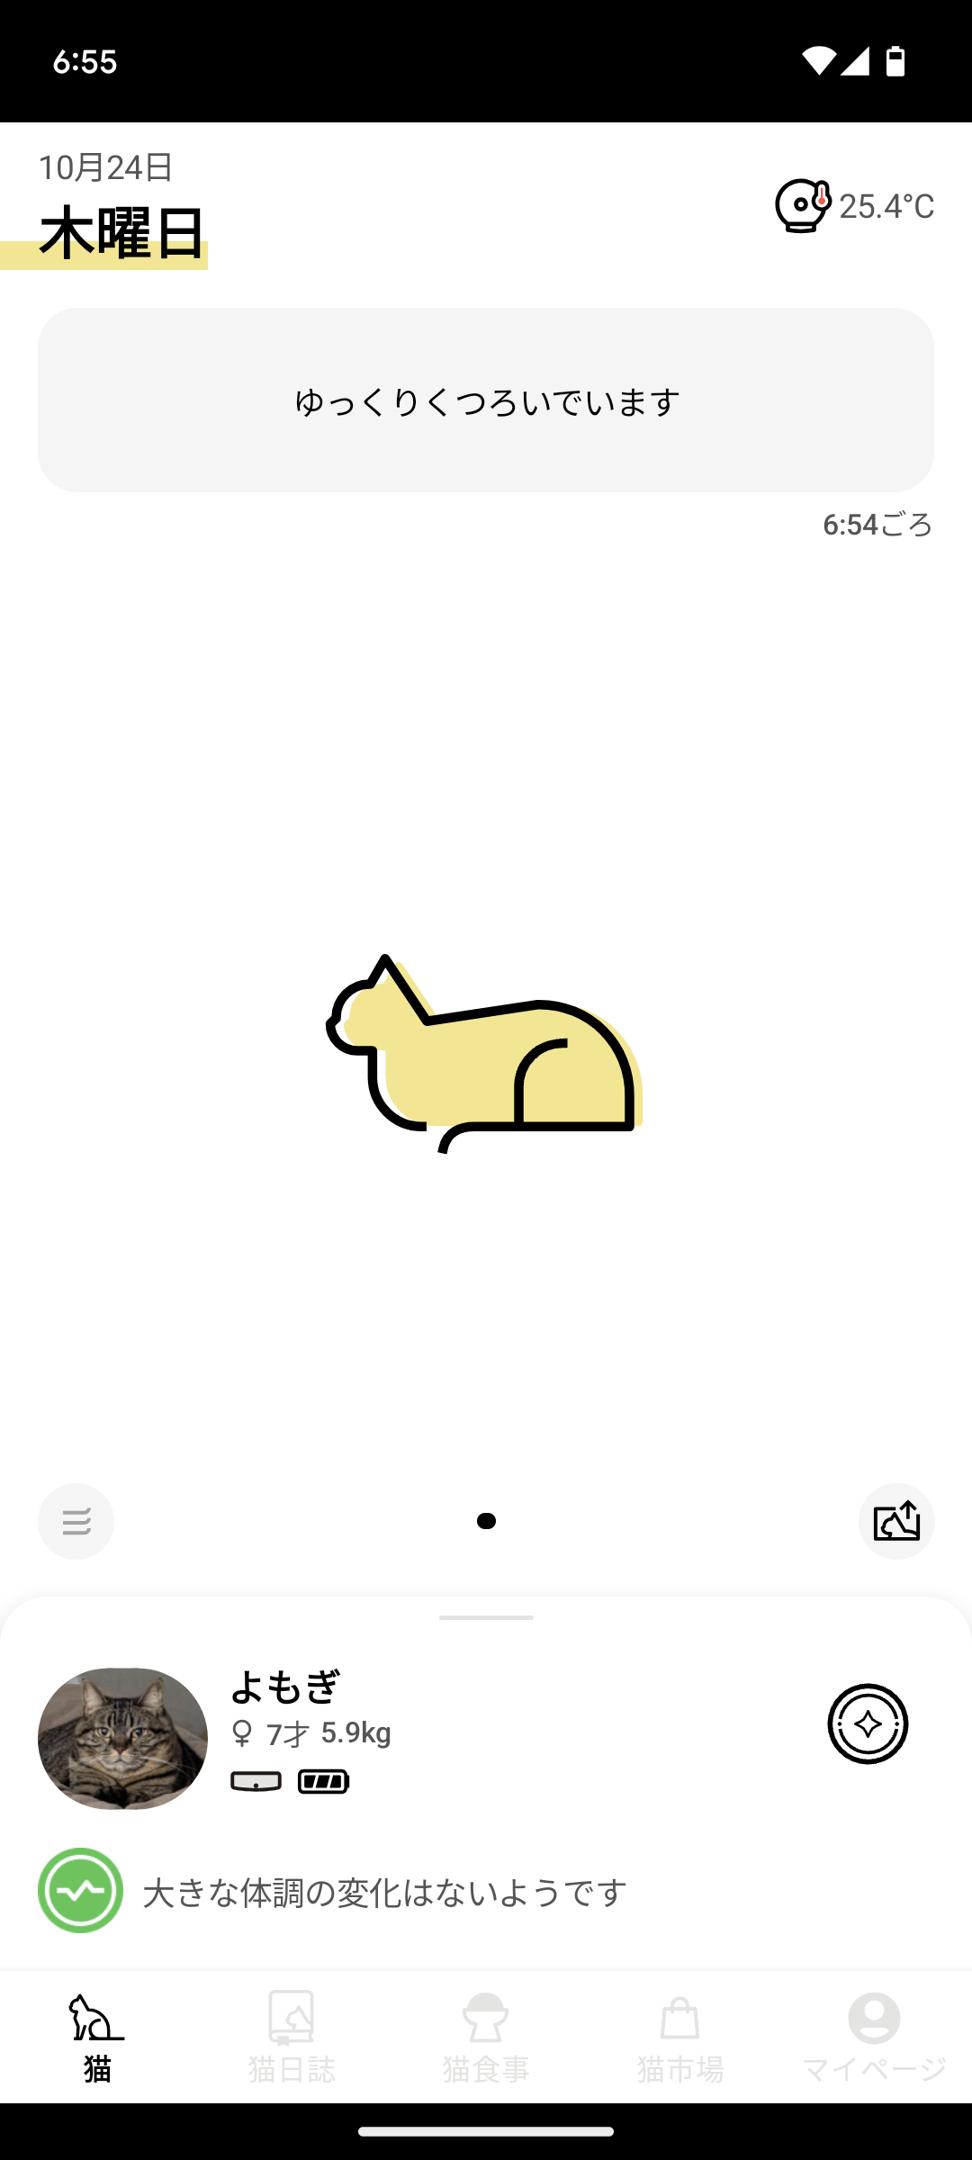 6:55
10月24日
木曜日
25.4°C
ゆっくりくつろいでいます
6:54ごろ
よもぎ
♀ 7才 5.9kg
大きな体調の変化はないようです
猫
猫日誌
猫食事
猫市場
マイページ